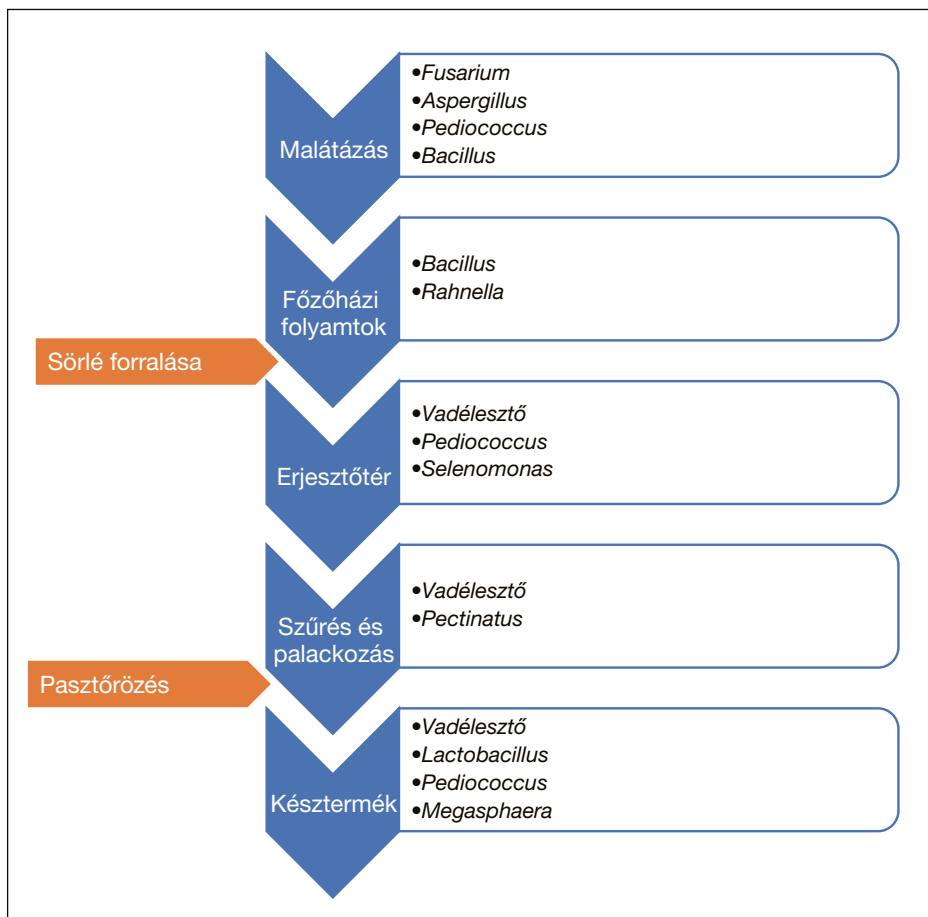 Malátázás
•Fusarium
•Aspergillus
•Pediococcus
•Bacillus
Főzőházi
folyamtok
•Bacillus
•Rahnella
Sörlé forralása
Erjesztőtér
•Vadélesztő
•Pediococcus
•Selenomonas
Szűrés és
palackozás
•Vadélesztő
•Pectinatus
Pasztőrözés
Késztermék
•Vadélesztő
•Lactobacillus
•Pediococcus
•Megasphaera